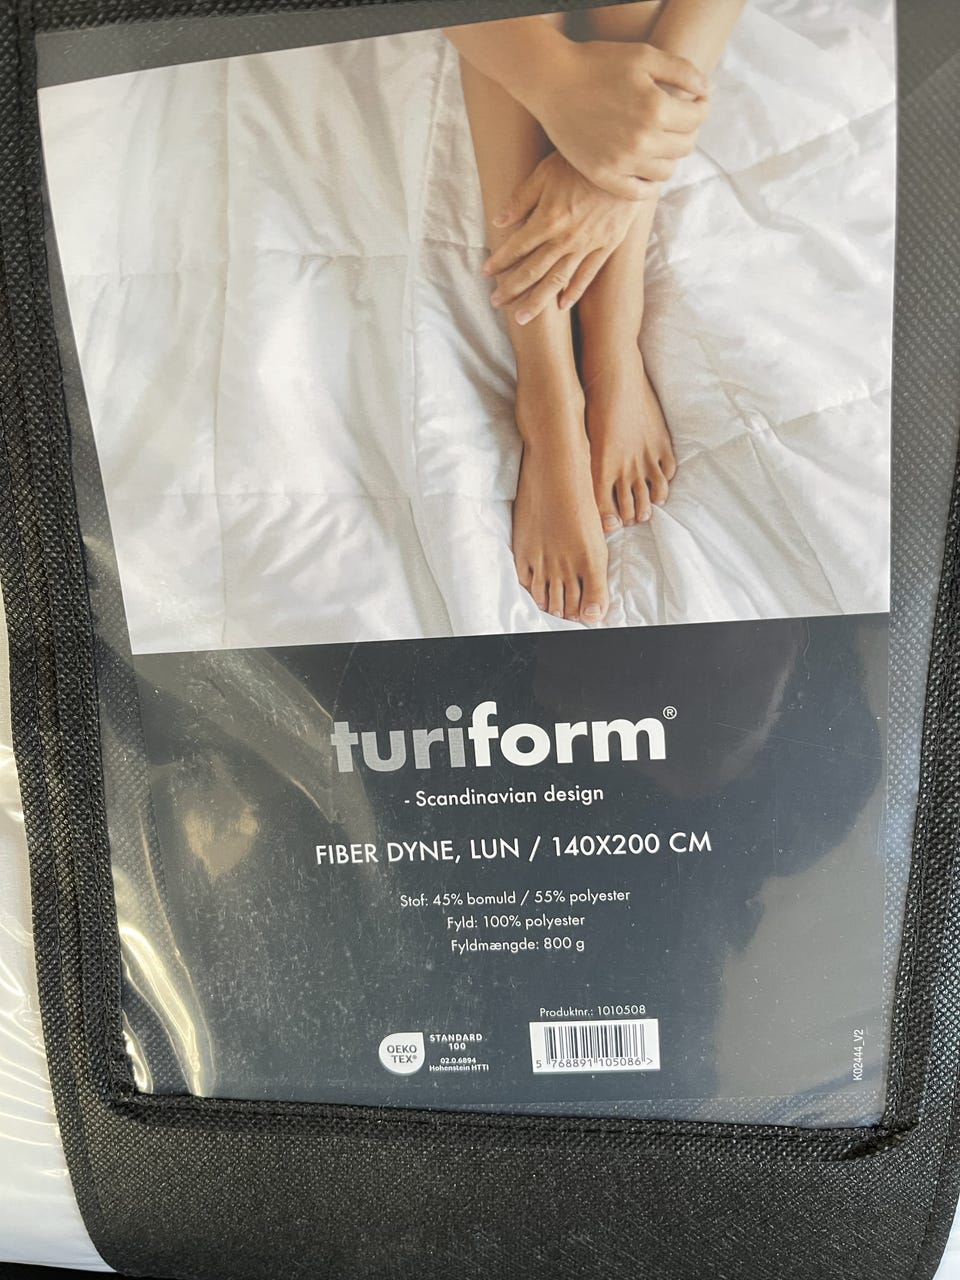 turiform®
- Scandinavian design
FIBER DYNE, LUN / 140X200 CM
Stof: 45% bomuld / 55% polyester
Fyld: 100% polyester
Fyldmængde: 800 g
OEKO
TEX®
STANDARD
100
02.0.6894
Hohenstein HTTI
Produktnr.: 1010508
5 768891 105086 >
K02444_V2